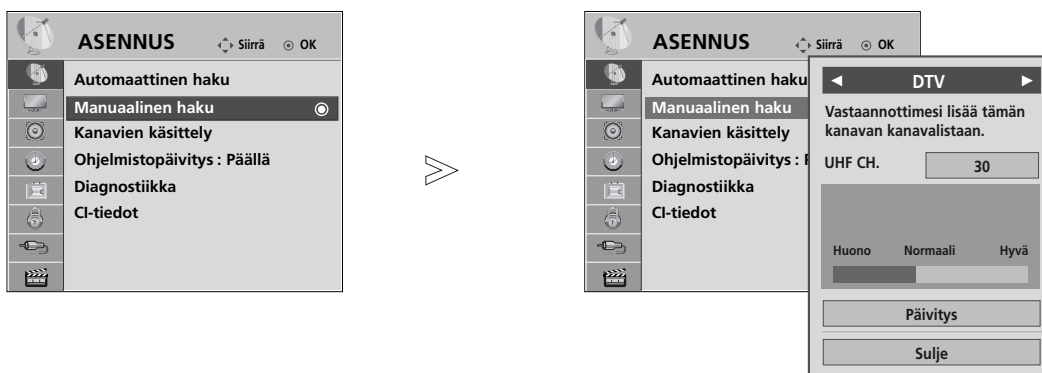 ASENNUS Siirrä OK
Automaattinen haku
Manuaalinen haku
Kanavien käsittely
Ohjelmistopäivitys : Päällä
Diagnostiikka
CI-tiedot
ASENNUS Siirrä OK
Automaattinen haku
Manuaalinen haku
Kanavien käsittely
Ohjelmistopäivitys :
Diagnostiikka
CI-tiedot
DTV
Vastaannottimesi lisää tämän
kanavan kanavalistaan.
UHF CH. 30
Huono Normaali Hyvä
Päivitys
Sulje